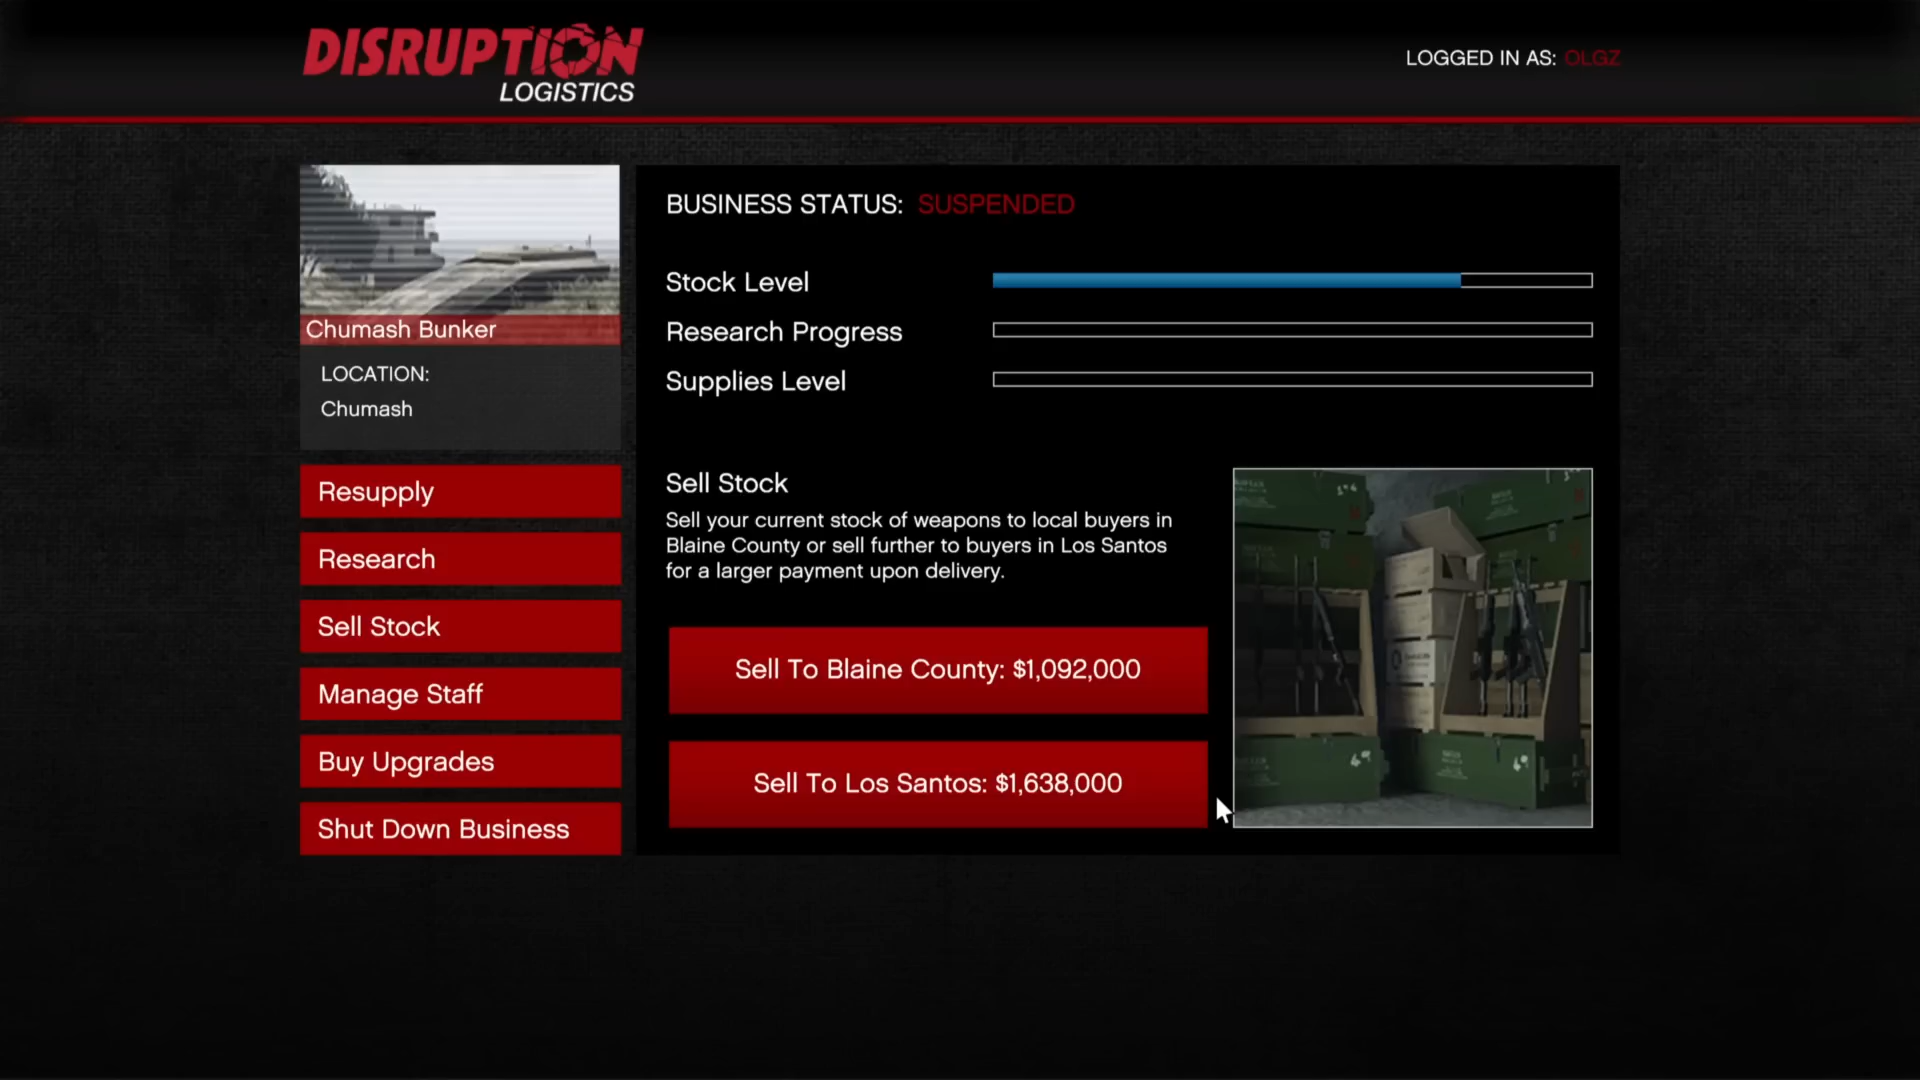 DISRUPTION
LOGISTICS
LOGGED IN AS: OLGZ
Chumash Bunker
LOCATION:
Chumash
Resupply
Research
Sell Stock
Manage Staff
Buy Upgrades
Shut Down Business
BUSINESS STATUS: SUSPENDED
Stock Level
Research Progress
Supplies Level
Sell Stock
Sell your current stock of weapons to local buyers in
Blaine County or sell further to buyers in Los Santos
for a larger payment upon delivery.
Sell To Blaine County: $1,092,000
Sell To Los Santos: $1,638,000